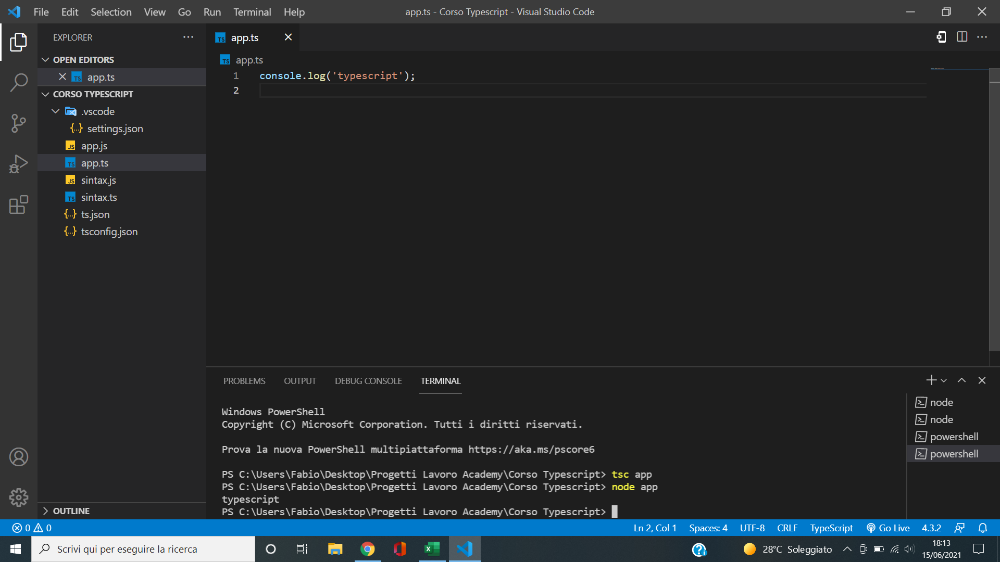 File Edit Selection View Go Run Terminal Help
app.ts - Corso Typescript - Visual Studio Code
EXPLORER
OPEN EDITORS
TS app.ts
CORSO TYPESCRIPT
.vscode
{..} settings.json
JS app.js
TS app.ts
JS sintax.js
TS sintax.ts
{..} ts.json
{..} tsconfig.json
OUTLINE
TS app.ts
TS app.ts
1 console.log('typescript');
2
PROBLEMS OUTPUT DEBUG CONSOLE TERMINAL
Windows PowerShell
Copyright (C) Microsoft Corporation. Tutti i diritti riservati.
Prova la nuova PowerShell multipiattaforma https://aka.ms/pscore6
PS C:\Users\Fabio\Desktop\Progetti Lavoro Academy\Corso Typescript> tsc app
PS C:\Users\Fabio\Desktop\Progetti Lavoro Academy\Corso Typescript> node app
typescript
PS C:\Users\Fabio\Desktop\Progetti Lavoro Academy\Corso Typescript>
node
node
powershell
powershell
0 0
Ln 2, Col 1 Spaces: 4 UTF-8 CRLF TypeScript Go Live 4.3.2
Scrivi qui per eseguire la ricerca
28°C Soleggiato
18:13
15/06/2021